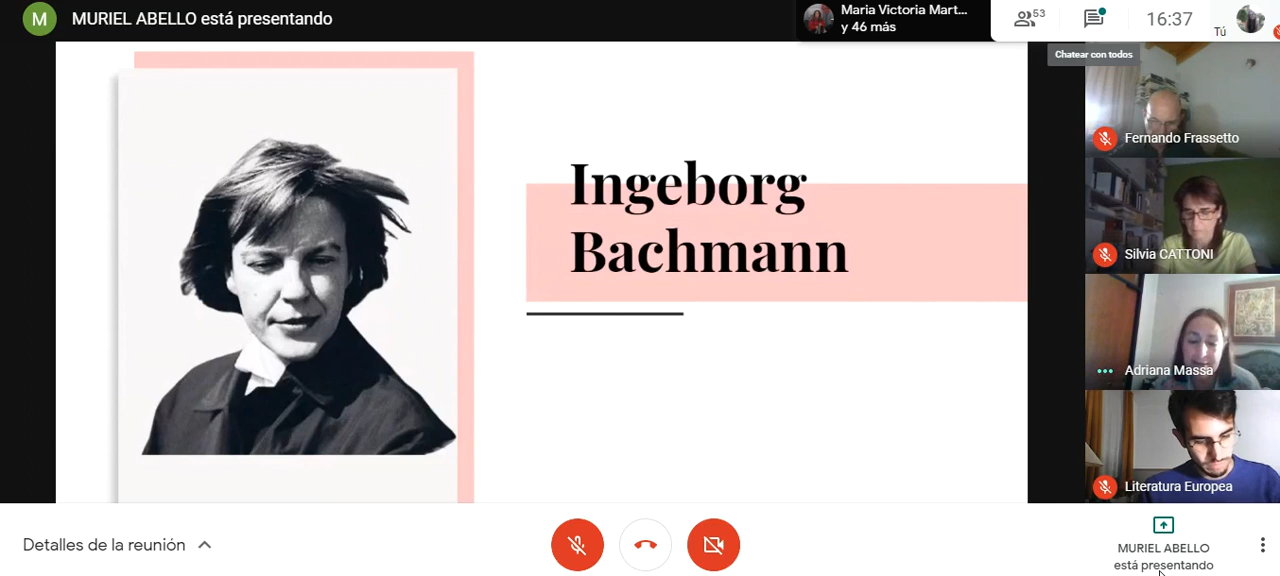 M
MURIEL ABELLO está presentando
Maria Victoria Mart...
y 46 más
53
16:37
Tú
Chatear con todos
Ingeborg
Bachmann
Fernando Frassetto
Silvia CATTONI
Adriana Massa
Literatura Europea
Detalles de la reunión
MURIEL ABELLO
está presentando